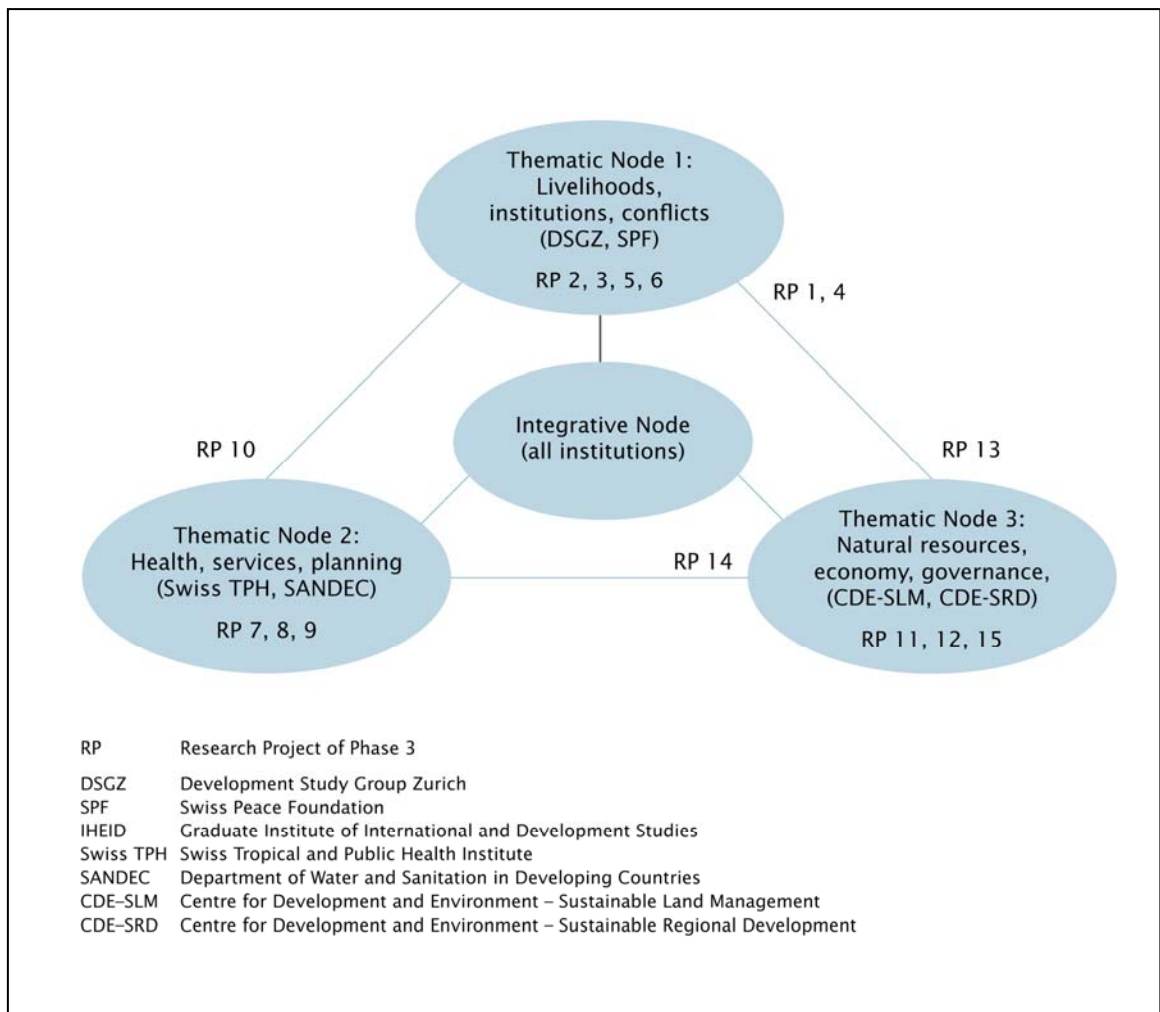 Thematic Node 1:
Livelihoods,
institutions, conflicts
(DSGZ, SPF)
RP 2, 3, 5, 6
RP 1, 4
Integrative Node
(all institutions)
RP 10
RP 13
Thematic Node 2:
Health, services, planning
(Swiss TPH, SANDEC)
RP 7, 8, 9
RP 14
Thematic Node 3:
Natural resources,
economy, governance,
(CDE-SLM, CDE-SRD)
RP 11, 12, 15
RP Research Project of Phase 3
DSGZ Development Study Group Zurich
SPF Swiss Peace Foundation
IHEID Graduate Institute of International and Development Studies
Swiss TPH Swiss Tropical and Public Health Institute
SANDEC Department of Water and Sanitation in Developing Countries
CDE–SLM Centre for Development and Environment – Sustainable Land Management
CDE–SRD Centre for Development and Environment – Sustainable Regional Development